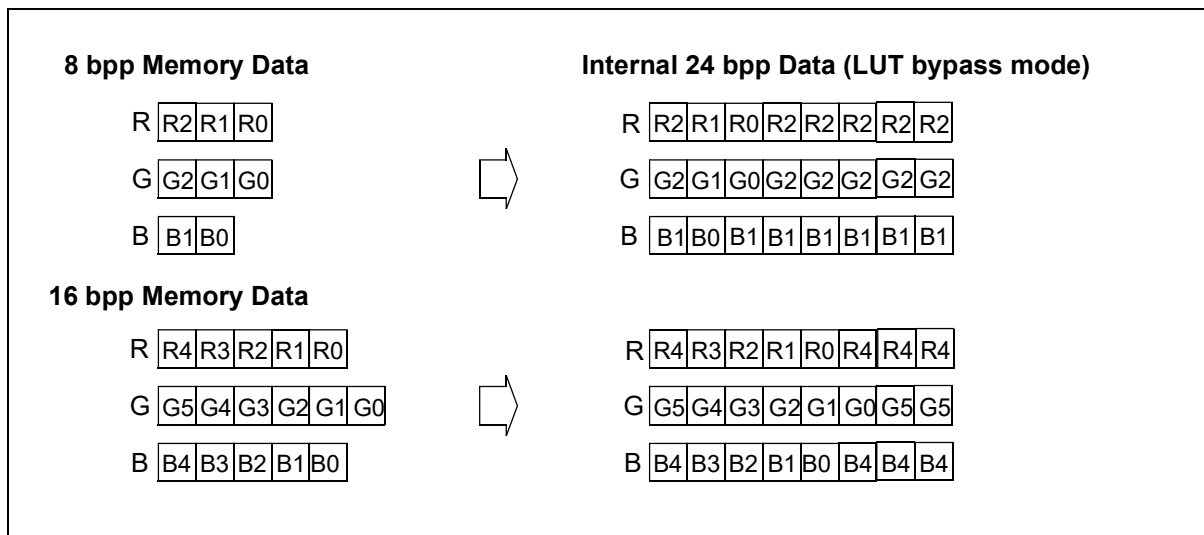 8 bpp Memory Data Internal 24 bpp Data (LUT bypass mode)
R R2 R1 R0 R R2 R1 R0 R2 R2 R2 R2 R2
G G2 G1 G0 G G2 G1 G0 G2 G2 G2 G2 G2
B B1 B0 B B1 B0 B1 B1 B1 B1 B1 B1
16 bpp Memory Data
R R4 R3 R2 R1 R0 R R4 R3 R2 R1 R0 R4 R4 R4
G G5 G4 G3 G2 G1 G0 G G5 G4 G3 G2 G1 G0 G5 G5
B B4 B3 B2 B1 B0 B B4 B3 B2 B1 B0 B4 B4 B4